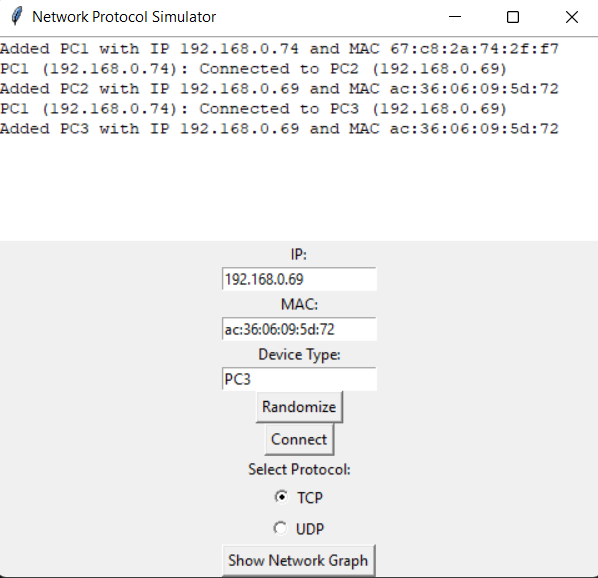 Network Protocol Simulator
Added PC1 with IP 192.168.0.74 and MAC 67:c8:2a:74:2f:f7
PC1 (192.168.0.74): Connected to PC2 (192.168.0.69)
Added PC2 with IP 192.168.0.69 and MAC ac:36:06:09:5d:72
PC1 (192.168.0.74): Connected to PC3 (192.168.0.69)
Added PC3 with IP 192.168.0.69 and MAC ac:36:06:09:5d:72
IP:
192.168.0.69
MAC:
ac:36:06:09:5d:72
Device Type:
PC3
Randomize
Connect
Select Protocol:
TCP
UDP
Show Network Graph